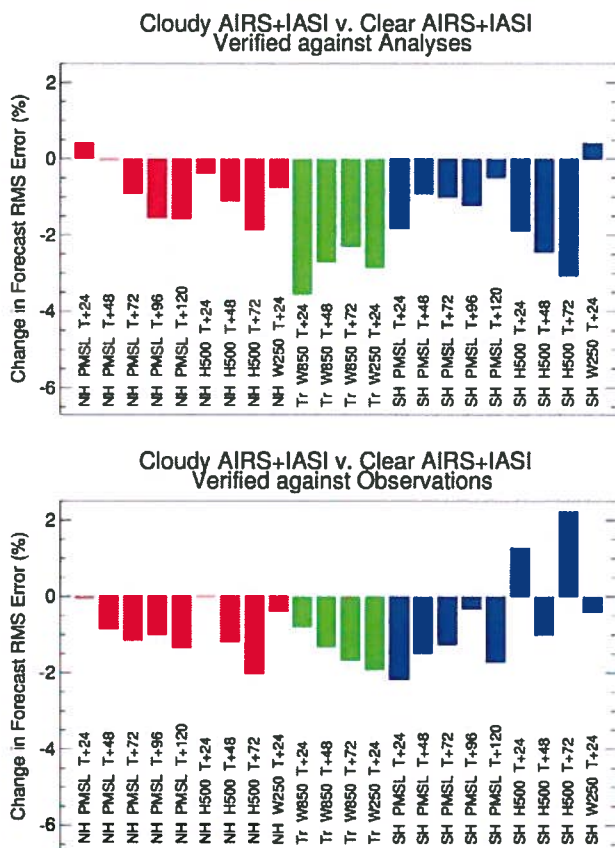 Cloudy AIRS+IASI v. Clear AIRS+IASI
Verified against Analyses
Change in Forecast RMS Error (%)
2
0
-2
-4
-6
NH PMSL T+24
NH PMSL T+48
NH PMSL T+72
NH PMSL T+96
NH PMSL T+120
NH H500 T+24
NH H500 T+48
NH H500 T+72
NH W250 T+24
Tr W850 T+24
Tr W850 T+48
Tr W850 T+72
Tr W250 T+24
SH PMSL T+24
SH PMSL T+48
SH PMSL T+72
SH PMSL T+96
SH PMSL T+120
SH H500 T+24
SH H500 T+48
SH H500 T+72
SH W250 T+24
Cloudy AIRS+IASI v. Clear AIRS+IASI
Verified against Observations
Change in Forecast RMS Error (%)
2
0
-2
-4
-6
NH PMSL T+24
NH PMSL T+48
NH PMSL T+72
NH PMSL T+96
NH PMSL T+120
NH H500 T+24
NH H500 T+48
NH H500 T+72
NH W250 T+24
Tr W850 T+24
Tr W850 T+48
Tr W850 T+72
Tr W250 T+24
SH PMSL T+24
SH PMSL T+48
SH PMSL T+72
SH PMSL T+96
SH PMSL T+120
SH H500 T+24
SH H500 T+48
SH H500 T+72
SH W250 T+24